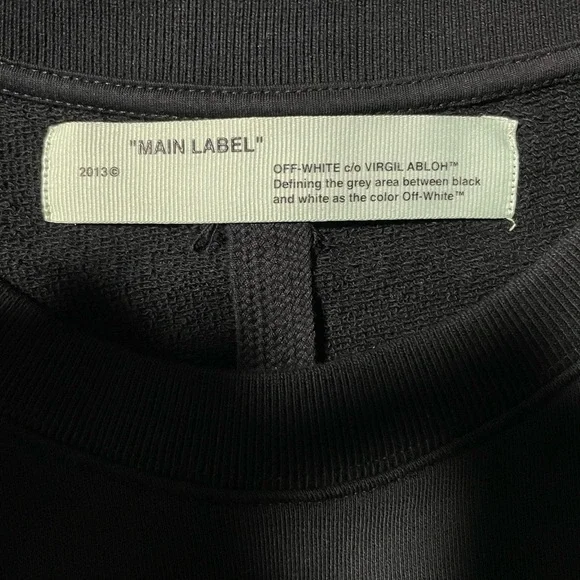 "MAIN LABEL"
2013©
OFF-WHITE c/o VIRGIL ABLOH™
Defining the grey area between black
and white as the color Off-White™